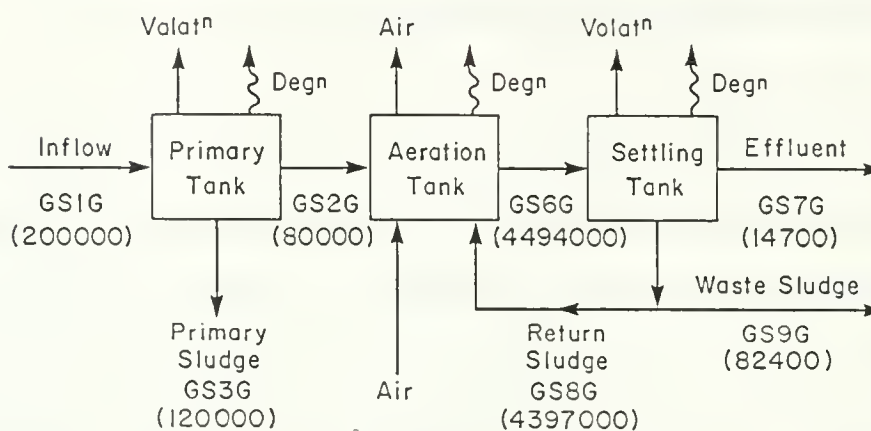 Valatⁿ
Air
Volatⁿ
Degn
Degn
Degn
Inflow
Primary
Tank
Aeration
Tank
Settling
Tank
Effluent
GS1G
(200000)
GS2G
(80000)
GS6G
(4494000)
GS7G
(14700)
Waste Sludge
GS9G
(82400)
Primary
Sludge
GS3G
(120000)
Air
Return
Sludge
GS8G
(4397000)